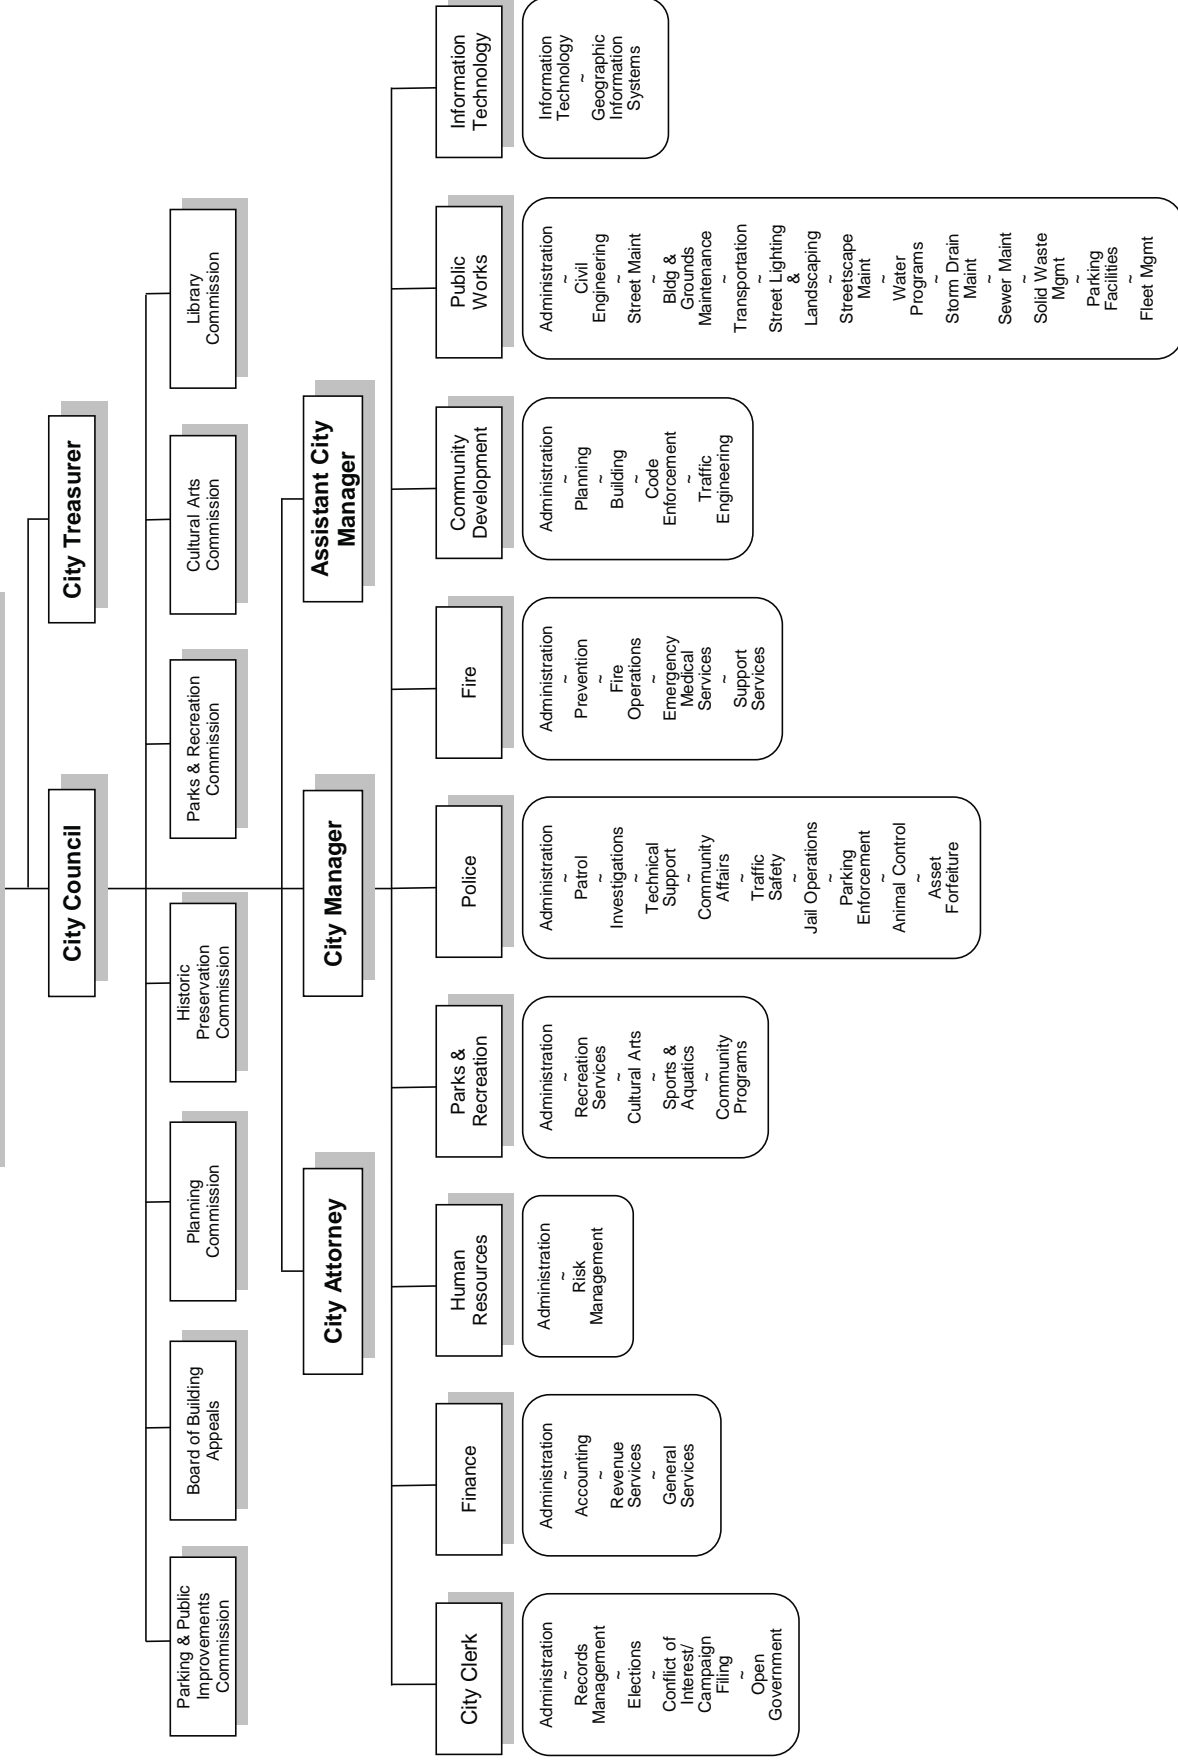 City Council
City Treasurer
Parking & Public
Improvements
Commission
Board of Building
Appeals
Planning
Commission
Historic
Preservation
Commission
Parks & Recreation
Commission
Cultural Arts
Commission
Library
Commission
City Attorney
City Manager
Assistant City
Manager
City Clerk
Finance
Human
Resources
Parks &
Recreation
Police
Fire
Community
Development
Public
Works
Information
Technology
Administration
~
Records
Management
~
Elections
~
Conflict of
Interest/
Campaign
Filing
~
Open
Government
Administration
~
Accounting
~
Revenue
Services
~
General
Services
Administration
~
Risk
Management
Administration
~
Recreation
Services
~
Cultural Arts
~
Sports &
Aquatics
~
Community
Programs
Administration
~
Patrol
~
Investigations
~
Technical
Support
~
Community
Affairs
~
Traffic
Safety
~
Jail Operations
~
Parking
Enforcement
~
Animal Control
~
Asset
Forfeiture
Administration
~
Prevention
~
Fire
Operations
~
Emergency
Medical
Services
~
Support
Services
Administration
~
Planning
~
Building
~
Code
Enforcement
~
Traffic
Engineering
Administration
~
Civil
Engineering
~
Street Maint
~
Bldg &
Grounds
Maintenance
~
Transportation
~
Street Lighting
&
Landscaping
~
Streetscape
Maint
~
Water
Programs
~
Storm Drain
Maint
~
Sewer Maint
~
Solid Waste
Mgmt
~
Parking
Facilities
~
Fleet Mgmt
Information
Technology
~
Geographic
Information
Systems